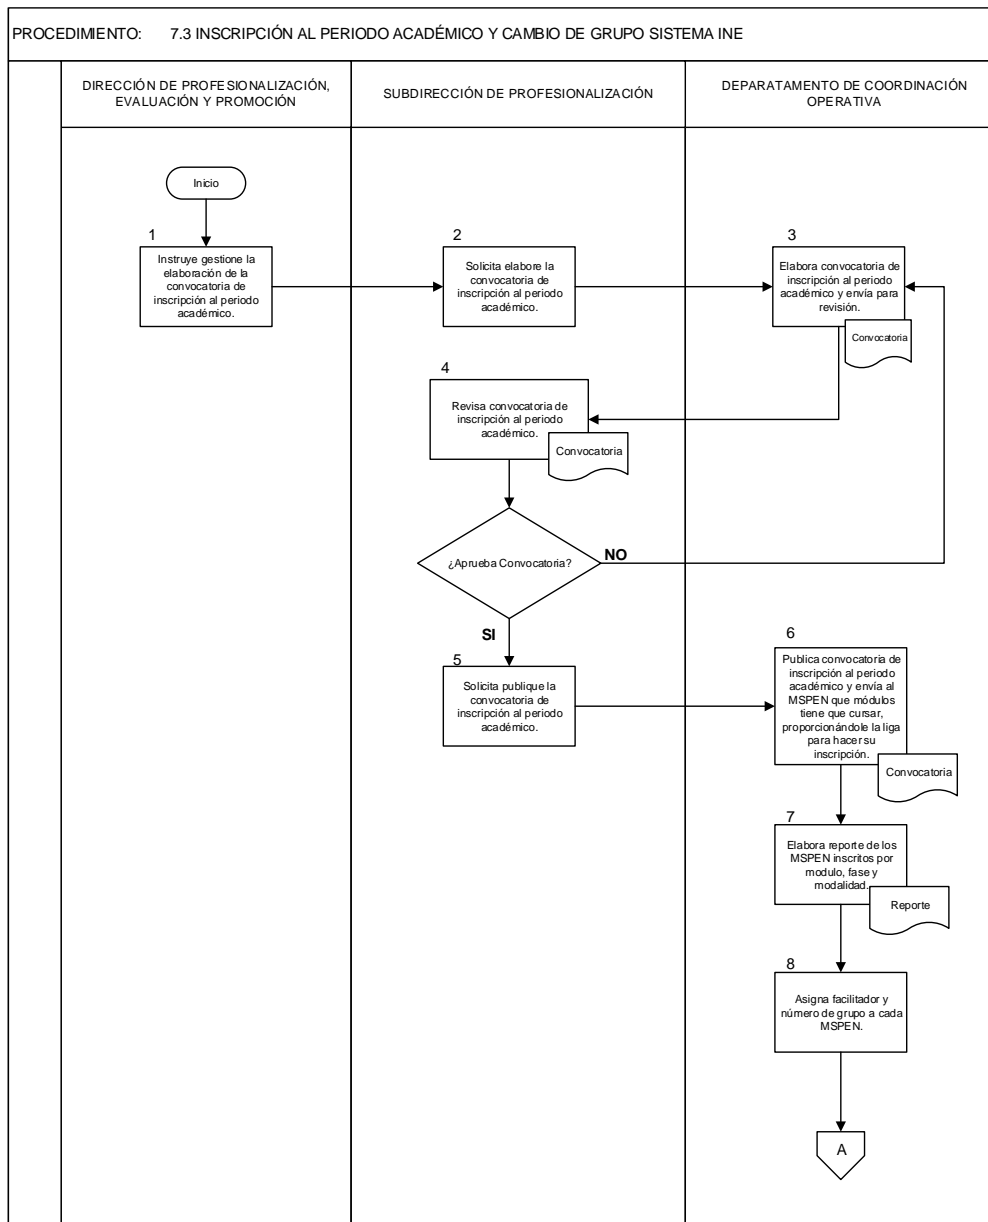 PROCEDIMIENTO: 7.3 INSCRIPCIÓN AL PERIODO ACADÉMICO Y CAMBIO DE GRUPO SISTEMA INE
DIRECCIÓN DE PROFESIONALIZACIÓN,
EVALUACIÓN Y PROMOCIÓN
SUBDIRECCIÓN DE PROFESIONALIZACIÓN
DEPARATAMENTO DE COORDINACIÓN
OPERATIVA
Inicio
1
Instruye gestione la
elaboración de la
convocatoria de
inscripción al periodo
académico.
2
Solicita elabore la
convocatoria de
inscripción al periodo
académico.
3
Elabora convocatoria de
inscripción al periodo
académico y envía para
revisión.
Convocatoria
4
Revisa convocatoria de
inscripción al periodo
académico.
Convocatoria
¿Aprueba Convocatoria?
NO
SI
5
Solicita publique la
convocatoria de
inscripción al periodo
académico.
6
Publica convocatoria de
inscripción al periodo
académico y envía al
MSPEN que módulos
tiene que cursar,
proporcionándole la liga
para hacer su
inscripción.
Convocatoria
7
Elabora reporte de los
MSPEN inscritos por
modulo, fase y
modalidad.
Reporte
8
Asigna facilitador y
número de grupo a cada
MSPEN.
A